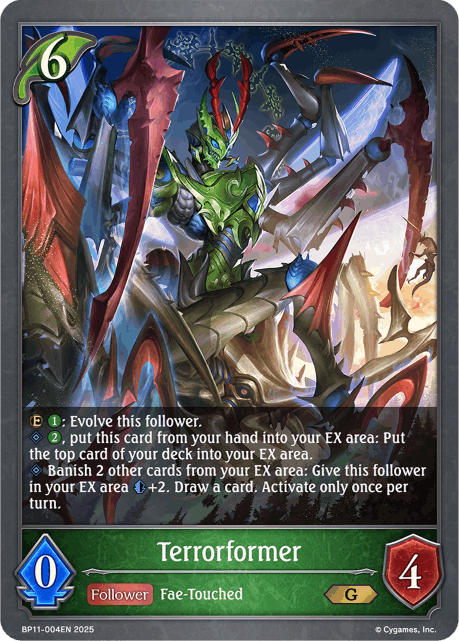 6
E 1: Evolve this follower.
2, put this card from your hand into your EX area: Put
the top card of your deck into your EX area.
Banish 2 other cards from your EX area: Give this follower
in your EX area +2. Draw a card. Activate only once per
turn.
Terrorformer
0
Follower Fae-Touched G
4
BP11-004EN 2025 © Cygames, Inc.